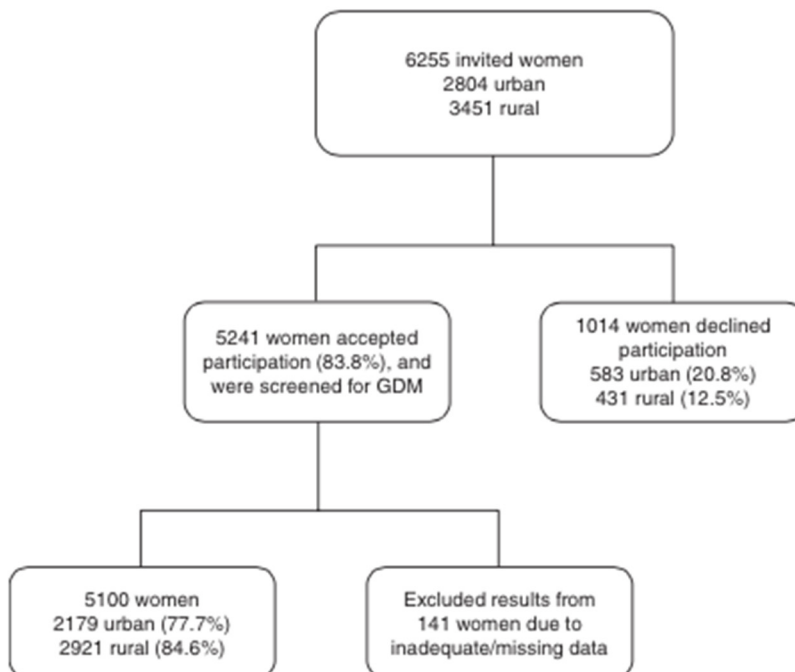 6255 invited women
2804 urban
3451 rural
5241 women accepted
participation (83.8%), and
were screened for GDM
1014 women declined
participation
583 urban (20.8%)
431 rural (12.5%)
5100 women
2179 urban (77.7%)
2921 rural (84.6%)
Excluded results from
141 women due to
inadequate/missing data